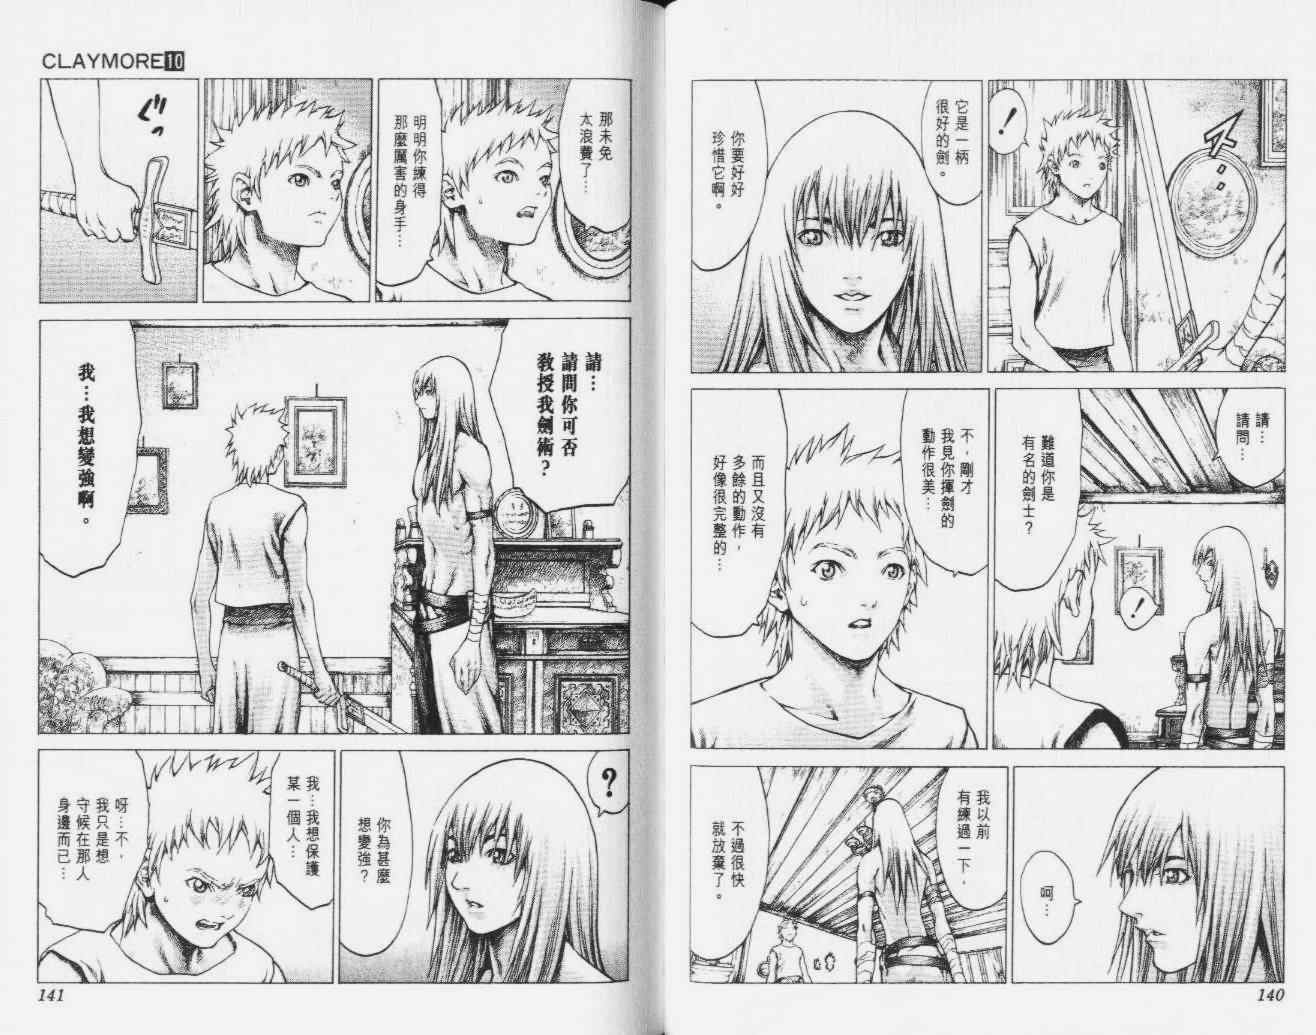 CLAYMORE10
!
ス…
它是一柄
很好的劍。
你要好好
珍惜它啊。
請…
請問…
難道你是
有名的劍士?
!
不,剛才
我見你揮劍的
動作很美…
而且又沒有
多餘的動作,
好像很完整的…
呵…
我以前
有練過一下,
不過很快
就放棄了。
140
那未免
太浪費了…
明明你練得
那麼厲害的身手…
ぐっ
請…
請問你可否
教授我劍術?
我…我想變強啊。
?
你為甚麼
想變強?
我…我想保護
某一個人…
呀…不,
我只是想
守候在那人
身邊而已…
141